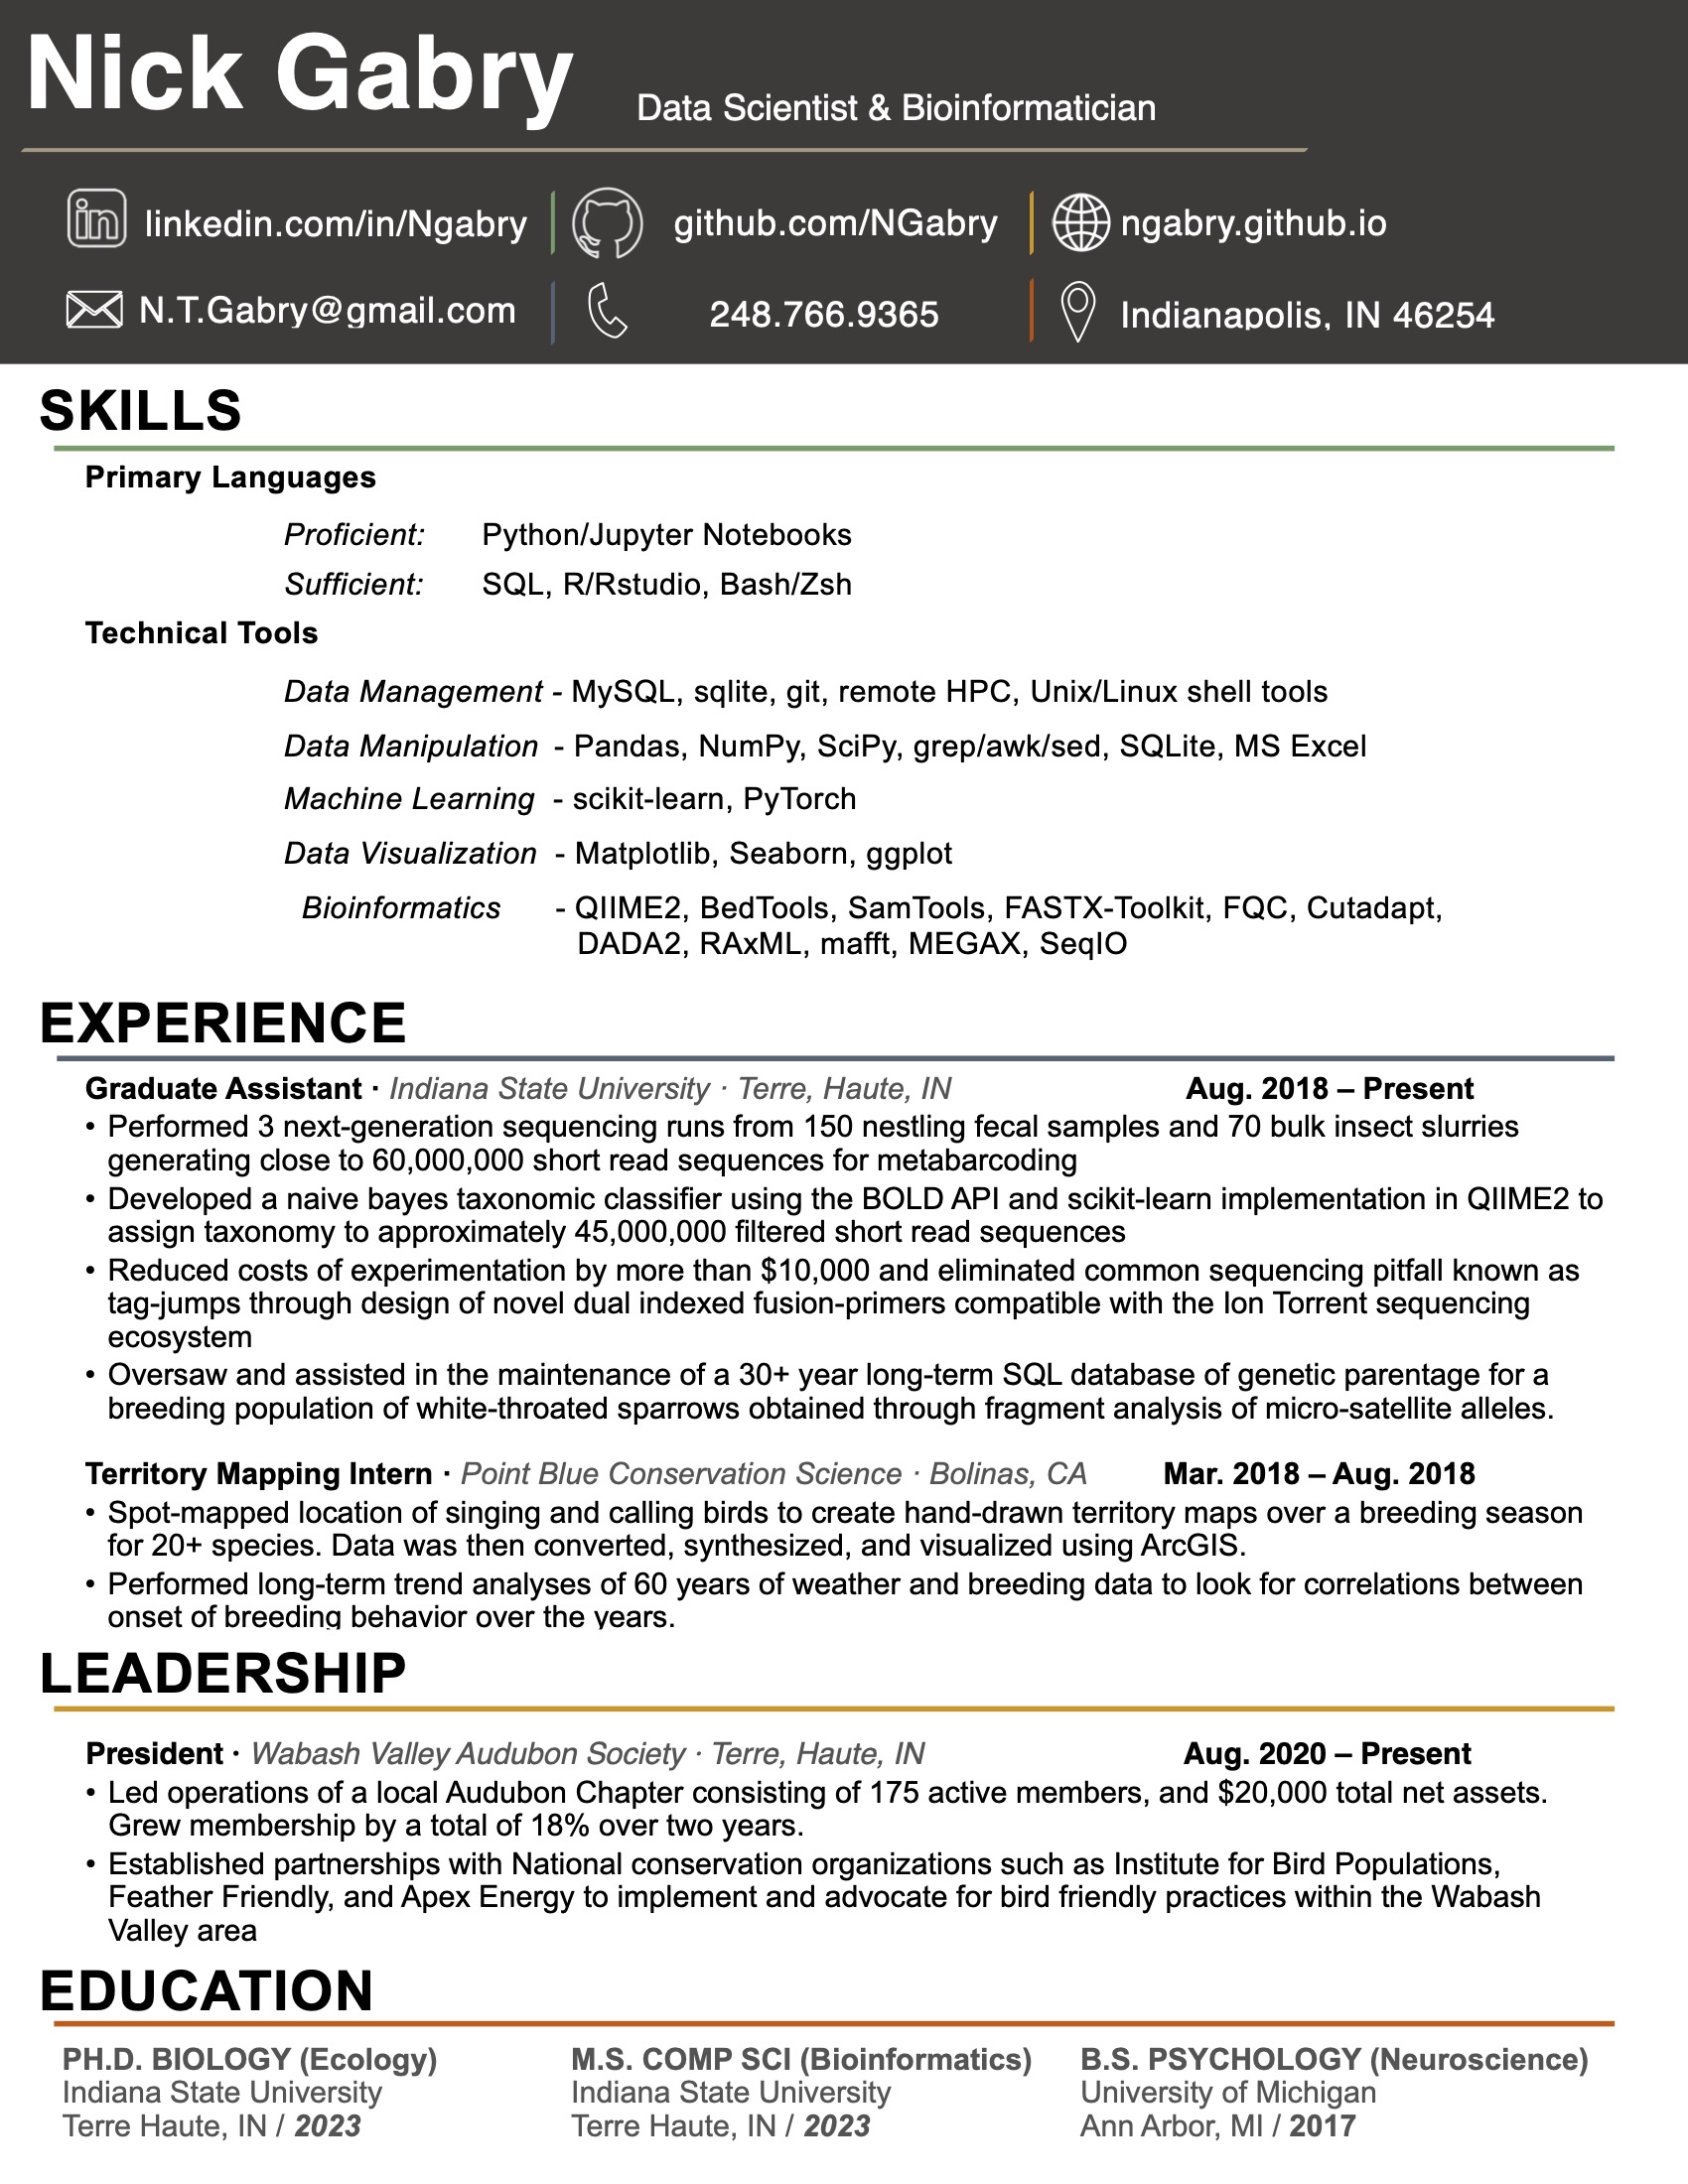 Nick Gabry
Data Scientist & Bioinformatician
linkedin.com/in/Ngabry
github.com/NGabry
ngabry.github.io
N.T.Gabry@gmail.com
248.766.9365
Indianapolis, IN 46254
SKILLS
Primary Languages
Proficient: Python/Jupyter Notebooks
Sufficient: SQL, R/Rstudio, Bash/Zsh
Technical Tools
Data Management - MySQL, sqlite, git, remote HPC, Unix/Linux shell tools
Data Manipulation - Pandas, NumPy, SciPy, grep/awk/sed, SQLite, MS Excel
Machine Learning - scikit-learn, PyTorch
Data Visualization - Matplotlib, Seaborn, ggplot
Bioinformatics - QIIME2, BedTools, SamTools, FASTX-Toolkit, FQC, Cutadapt,
DADA2, RAxML, mafft, MEGAX, SeqIO
EXPERIENCE
Graduate Assistant · Indiana State University · Terre, Haute, IN Aug. 2018 – Present
• Performed 3 next-generation sequencing runs from 150 nestling fecal samples and 70 bulk insect slurries
generating close to 60,000,000 short read sequences for metabarcoding
• Developed a naive bayes taxonomic classifier using the BOLD API and scikit-learn implementation in QIIME2 to
assign taxonomy to approximately 45,000,000 filtered short read sequences
• Reduced costs of experimentation by more than $10,000 and eliminated common sequencing pitfall known as
tag-jumps through design of novel dual indexed fusion-primers compatible with the Ion Torrent sequencing
ecosystem
• Oversaw and assisted in the maintenance of a 30+ year long-term SQL database of genetic parentage for a
breeding population of white-throated sparrows obtained through fragment analysis of micro-satellite alleles.
Territory Mapping Intern · Point Blue Conservation Science · Bolinas, CA Mar. 2018 – Aug. 2018
• Spot-mapped location of singing and calling birds to create hand-drawn territory maps over a breeding season
for 20+ species. Data was then converted, synthesized, and visualized using ArcGIS.
• Performed long-term trend analyses of 60 years of weather and breeding data to look for correlations between
onset of breeding behavior over the years.
LEADERSHIP
President · Wabash Valley Audubon Society · Terre, Haute, IN Aug. 2020 – Present
• Led operations of a local Audubon Chapter consisting of 175 active members, and $20,000 total net assets.
Grew membership by a total of 18% over two years.
• Established partnerships with National conservation organizations such as Institute for Bird Populations,
Feather Friendly, and Apex Energy to implement and advocate for bird friendly practices within the Wabash
Valley area
EDUCATION
PH.D. BIOLOGY (Ecology)
Indiana State University
Terre Haute, IN / 2023
M.S. COMP SCI (Bioinformatics)
Indiana State University
Terre Haute, IN / 2023
B.S. PSYCHOLOGY (Neuroscience)
University of Michigan
Ann Arbor, MI / 2017